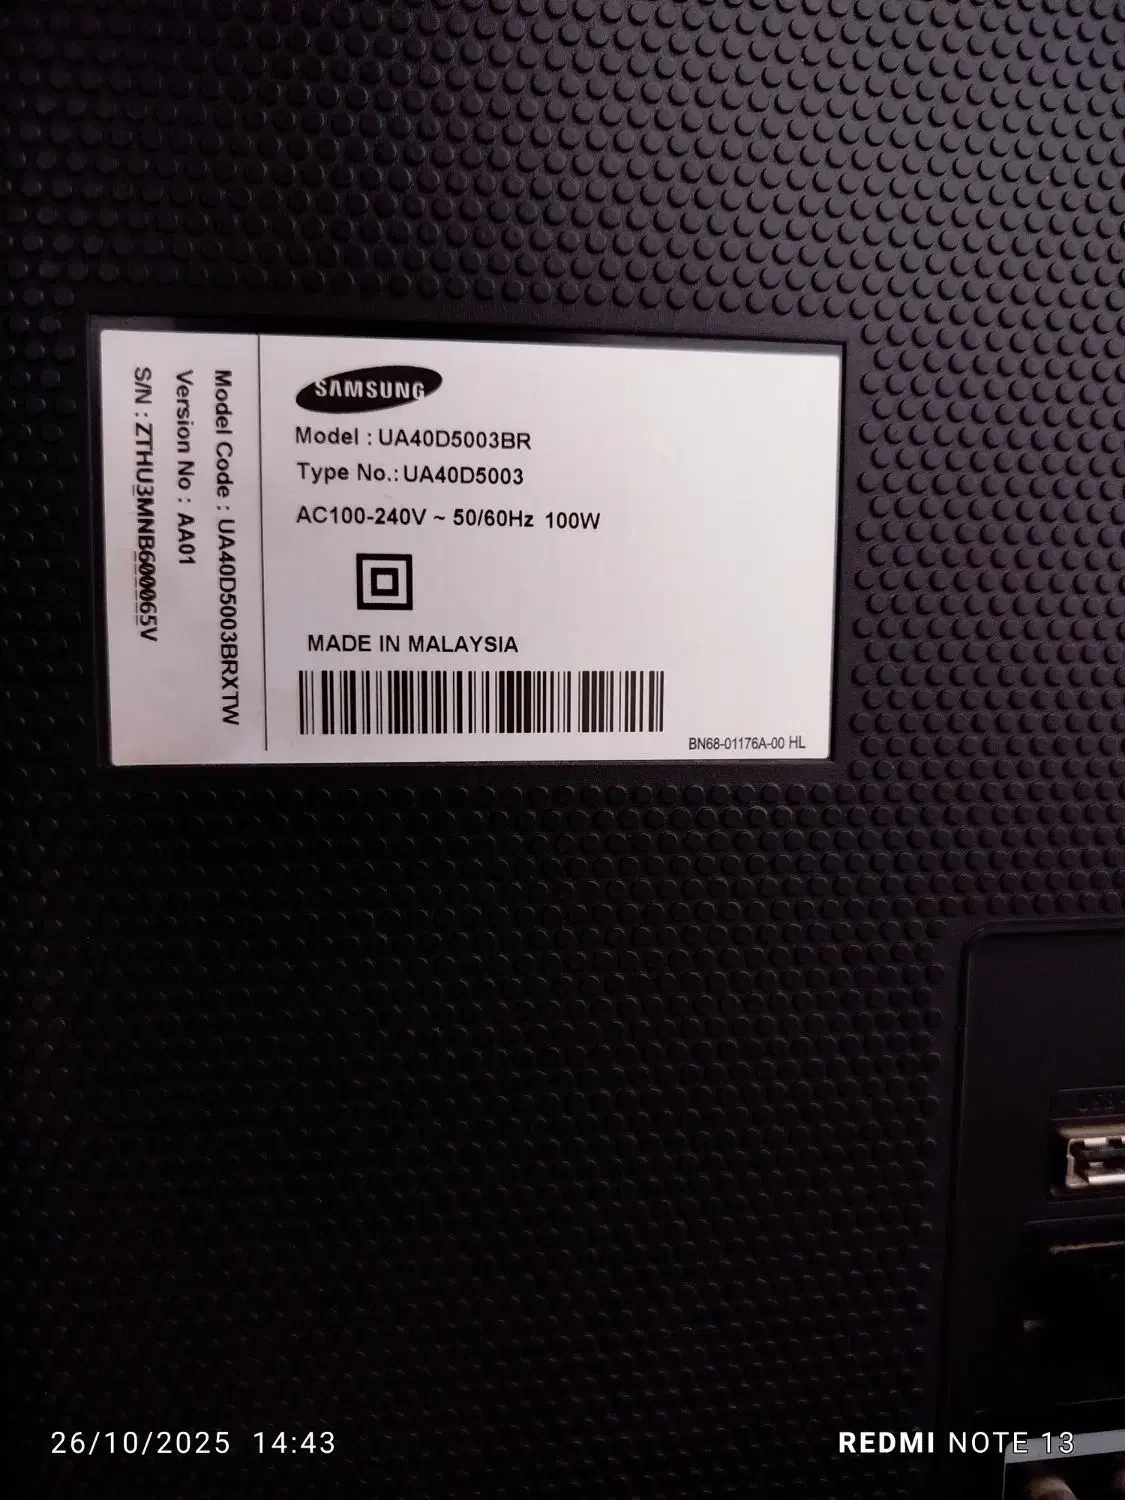 SAMSUNG
Model : UA40D5003BR
Type No.: UA40D5003
AC100-240V ~ 50/60Hz 100W
MADE IN MALAYSIA
BN68-01176A-00 HL
Model Code : UA40D5003BRXTW
Version No : AA01
S/N : ZTHU3MNB600065V
26/10/2025 14:43
REDMI NOTE 13